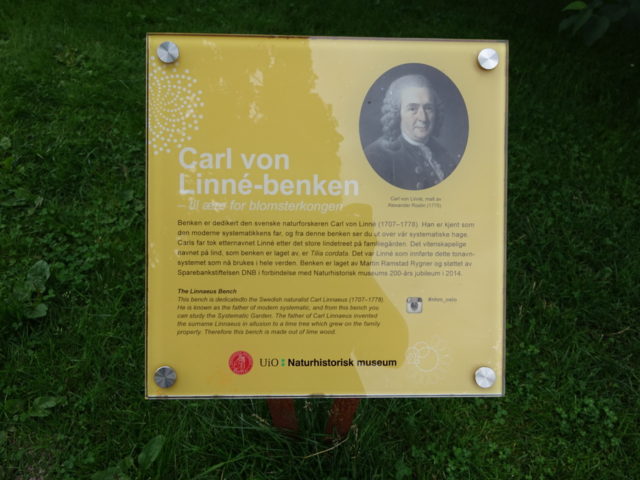 Carl von
Linné-benken
– til ære for blomsterkongen
Carl von Linné, malt av
Alexander Roslin (1775)
Benken er dedikert den svenske naturforskeren Carl von Linné (1707–1778). Han er kjent som
den moderne systematikkens far, og fra denne benken ser du ut over vår systematiske hage.
Carls far tok etternavnet Linné etter det store lindetreet på familiegården. Det vitenskapelige
navnet på lind, som benken er laget av, er Tilia cordata. Det var Linné som innførte dette tonavn-
systemet som nå brukes i hele verden. Benken er laget av Martin Ramstad Rygner og støttet av
Sparebankstiftelsen DNB i forbindelse med Naturhistorisk museums 200-års jubileum i 2014.
The Linnaeus Bench
This bench is dedicatedto the Swedish naturalist Carl Linnaeus (1707-1778).
He is known as the father of modern systematic, and from this bench you
can study the Systematic Garden. The father of Carl Linnaeus invented
the surname Linnaeus in allusion to a lime tree which grew on the family
property. Therefore this bench is made out of lime wood.
#nhm_oslo
UiO Naturhistorisk museum